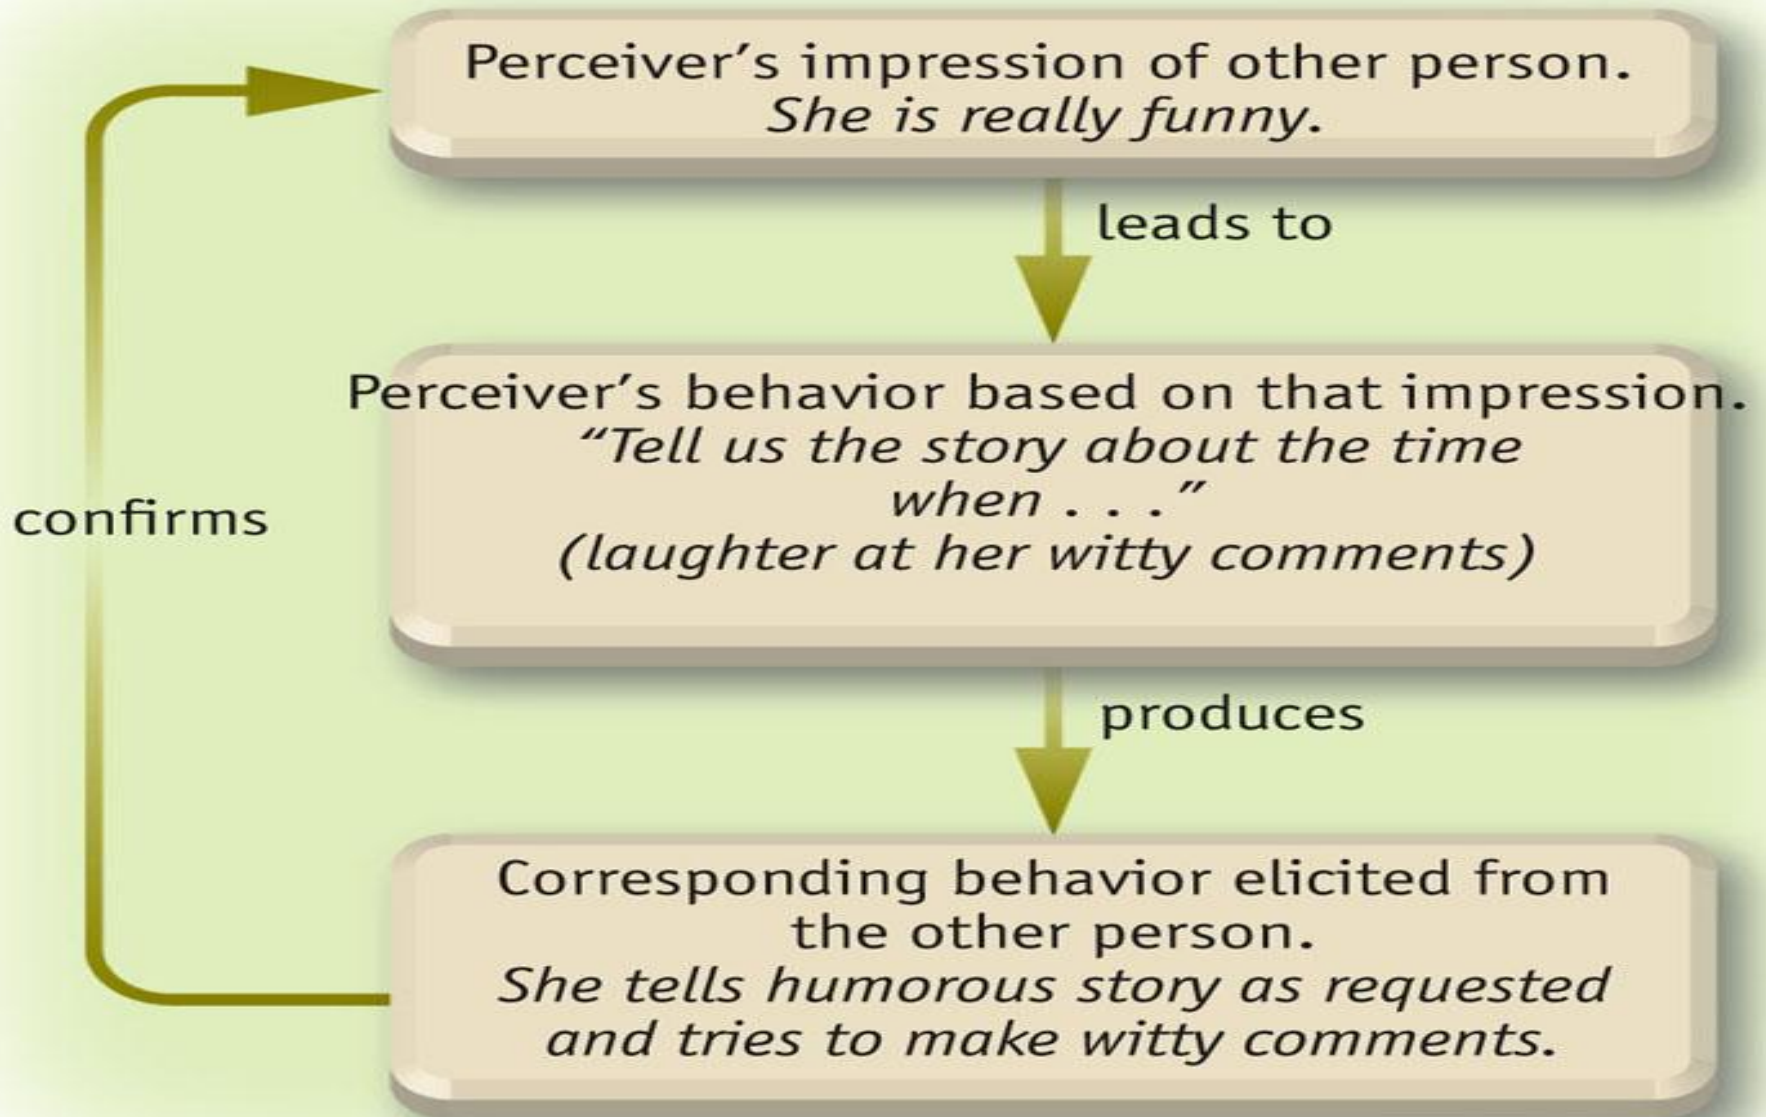 Perceiver’s impression of other person.
She is really funny.
leads to
Perceiver’s behavior based on that impression.
“Tell us the story about the time
when . . .”
(laughter at her witty comments)
confirms
produces
Corresponding behavior elicited from
the other person.
She tells humorous story as requested
and tries to make witty comments.